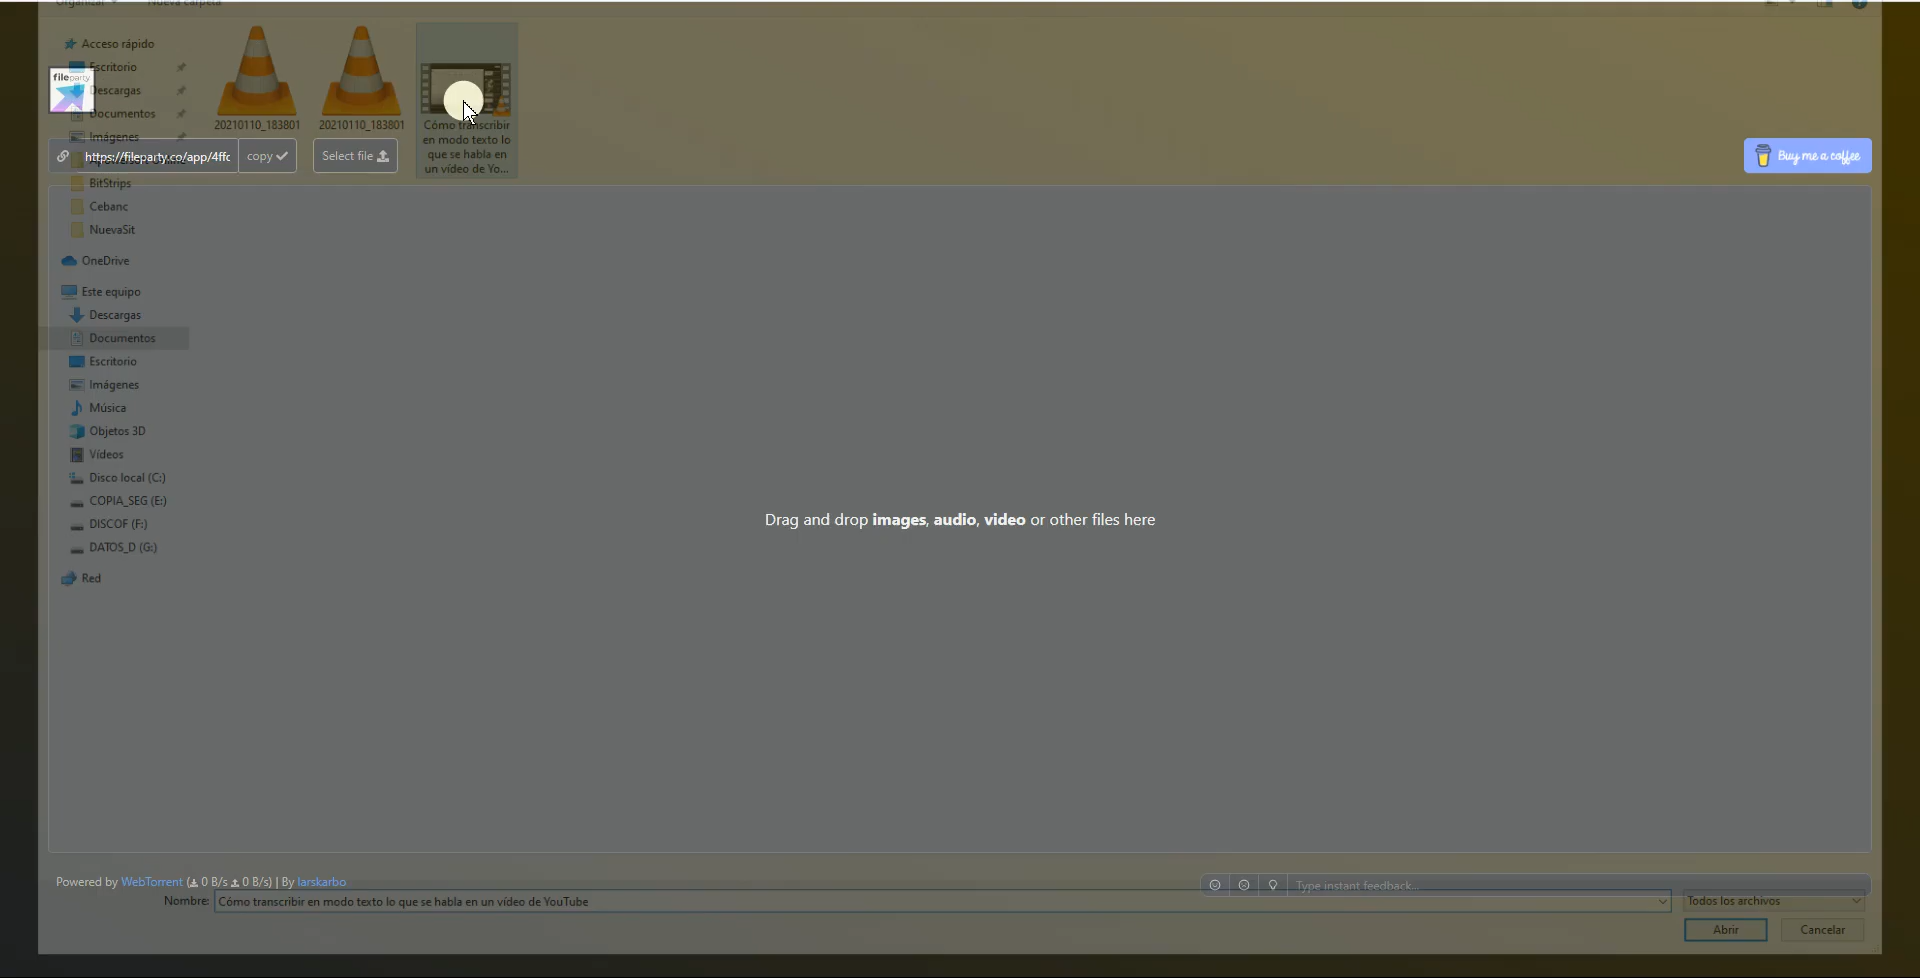 Organizar
Nueva carpeta
Acceso rápido
Escritorio
Descargas
Documentos
Imágenes
BitStrips
Cebanc
NuevaSit
OneDrive
Este equipo
Descargas
Documentos
Escritorio
Imágenes
Música
Objetos 3D
Vídeos
Disco local (C:)
COPIA_SEG (E:)
DISCOF (F:)
DATOS_D (G:)
Red
fileparty
20210110_183801
20210110_183801
Cómo transcribir
en modo texto lo
que se habla en
un vídeo de Yo...
https://fileparty.co/app/4ffc
copy
Select file
Buy me a coffee
Drag and drop images, audio, video or other files here
Powered by WebTorrent (0 B/s 0 B/s) | By larskarbo
Type instant feedback...
Nombre: Cómo transcribir en modo texto lo que se habla en un vídeo de YouTube
Todos los archivos
Abrir
Cancelar